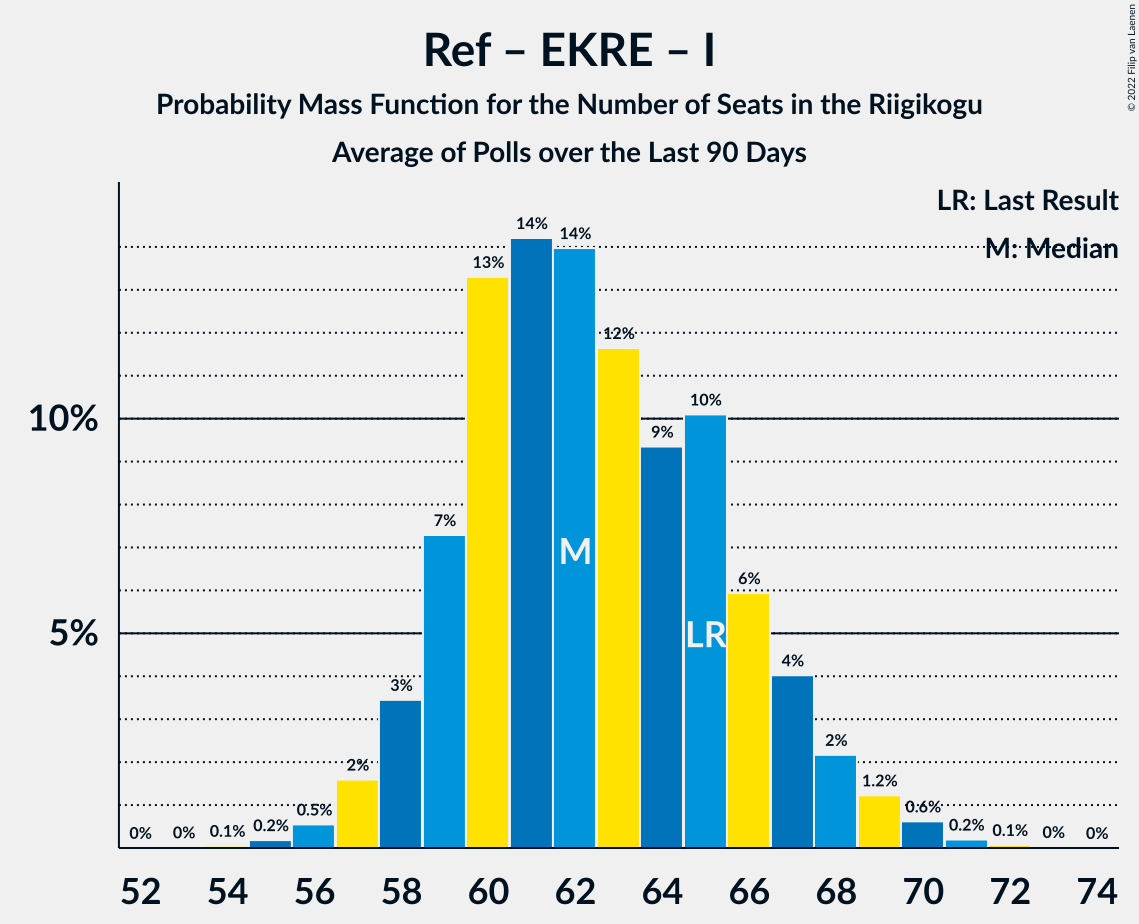 Ref – EKRE – I
Probability Mass Function for the Number of Seats in the Riigikogu
Average of Polls over the Last 90 Days
© 2022 Filip van Laenen
LR: Last Result
M: Median
10%
5%
0%
0%
0.1%
0.2%
0.5%
2%
3%
7%
13%
14%
14%
12%
9%
10%
6%
4%
2%
1.2%
0.6%
0.2%
0.1%
0%
0%
M
LR
52 54 56 58 60 62 64 66 68 70 72 74